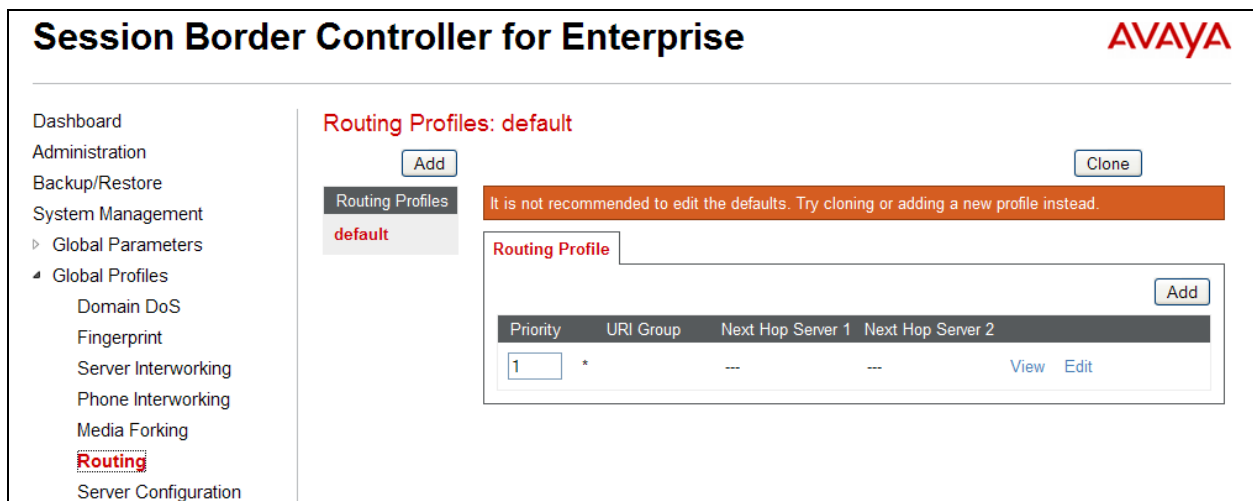 Session Border Controller for Enterprise
AVAYA
Dashboard
Administration
Backup/Restore
System Management
Global Parameters
Global Profiles
Domain DoS
Fingerprint
Server Interworking
Phone Interworking
Media Forking
Routing
Server Configuration
Routing Profiles: default
Add
Clone
Routing Profiles
default
It is not recommended to edit the defaults. Try cloning or adding a new profile instead.
Routing Profile
Add
Priority URI Group Next Hop Server 1 Next Hop Server 2
1 * --- --- View Edit